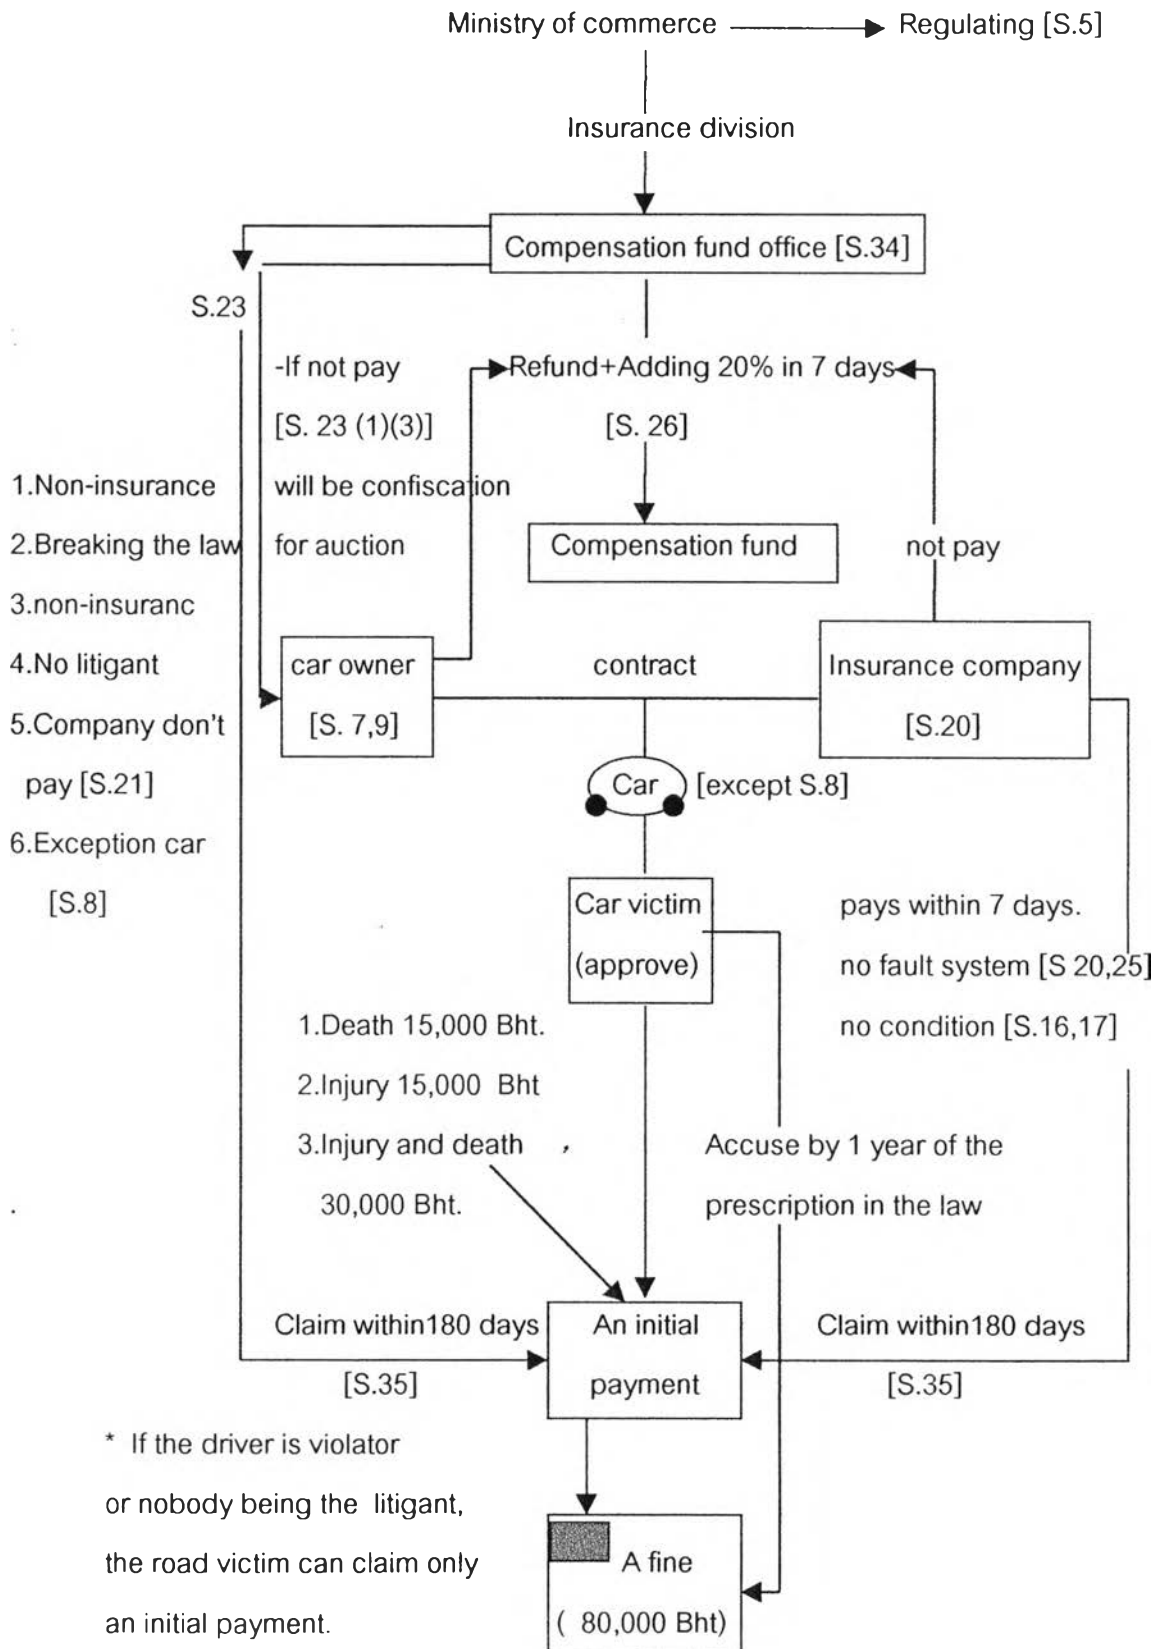 Ministry of commerce
Regulating [S.5]
Insurance division
Compensation fund office [S.34]
S.23
-If not pay
[S. 23 (1)(3)]
will be confiscation
for auction
Refund+Adding 20% in 7 days
[S. 26]
Compensation fund
not pay
1.Non-insurance
2.Breaking the law
3.non-insuranc
4.No litigant
5.Company don't
pay [S.21]
6.Exception car
[S.8]
car owner
[S. 7,9]
contract
Insurance company
[S.20]
Car
[except S.8]
Car victim
(approve)
pays within 7 days.
no fault system [S 20,25]
no condition [S.16,17]
1.Death 15,000 Bht.
2.Injury 15,000 Bht
3.Injury and death ,
30,000 Bht.
Accuse by 1 year of the
prescription in the law
Claim within180 days
[S.35]
An initial
payment
Claim within180 days
[S.35]
* If the driver is violator
or nobody being the litigant,
the road victim can claim only
an initial payment.
A fine
( 80,000 Bht)